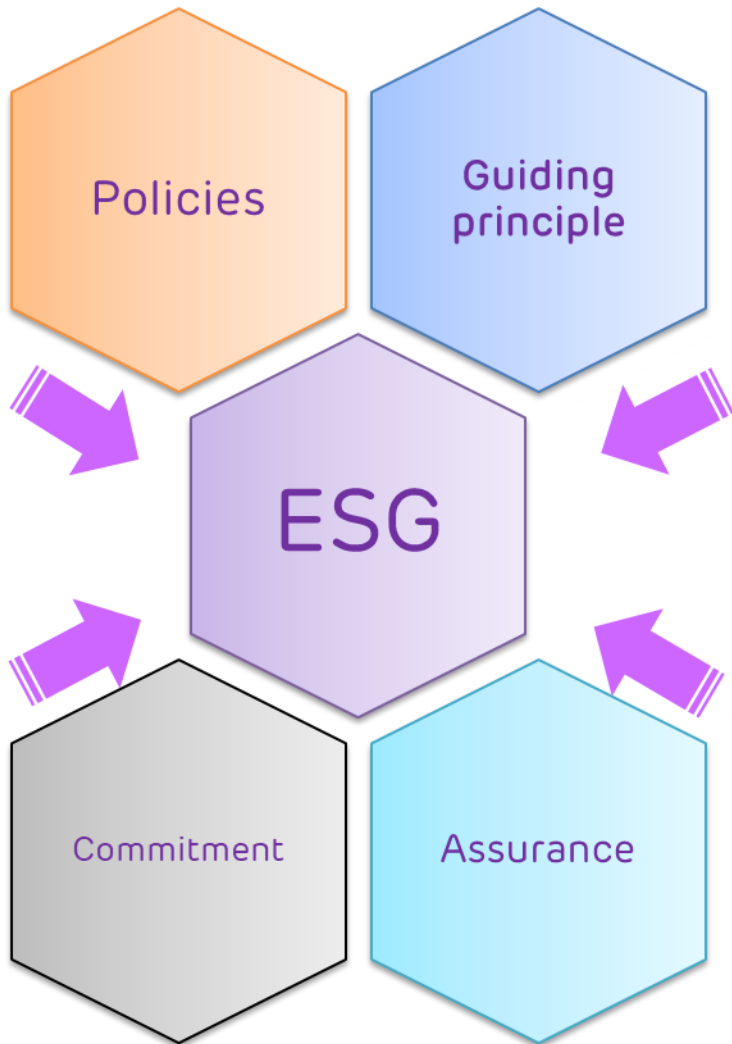 Policies
Guiding
principle
ESG
Commitment
Assurance